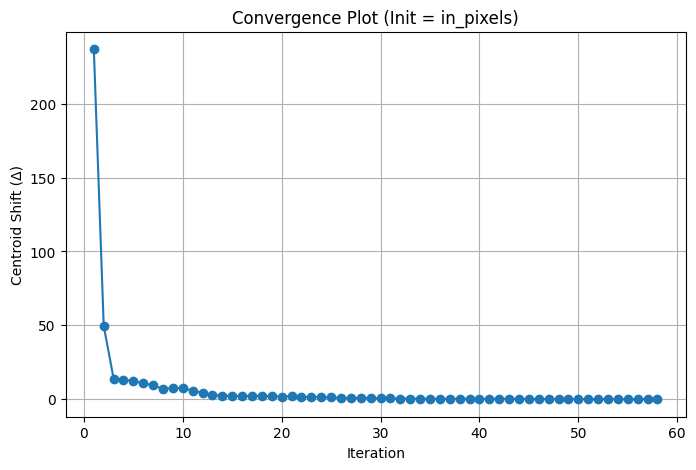 Convergence Plot (Init = in_pixels)
Centroid Shift (Δ)
200
150
100
50
0
0 10 20 30 40 50 60
Iteration